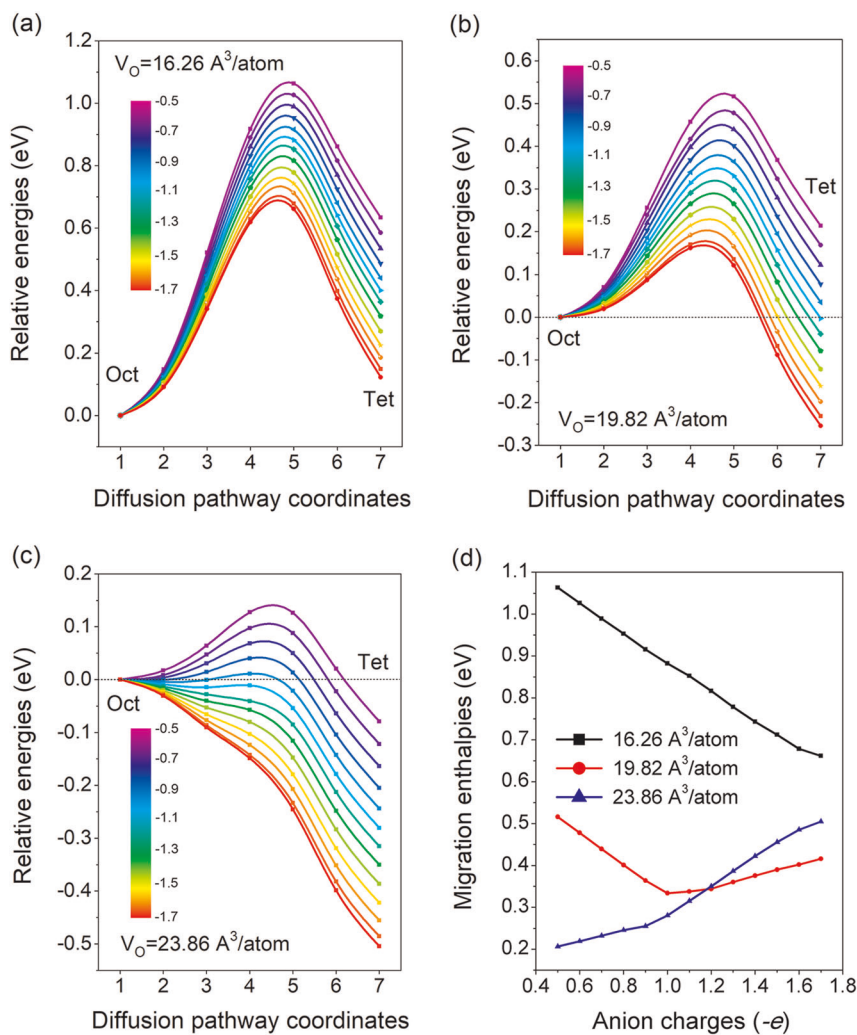 (a)
V_O=16.26 A³/atom
Relative energies (eV)
1.2
1.0
0.8
0.6
0.4
0.2
0.0
-0.5
-0.7
-0.9
-1.1
-1.3
-1.5
-1.7
Oct
Tet
1 2 3 4 5 6 7
Diffusion pathway coordinates
(b)
Relative energies (eV)
0.6
0.5
0.4
0.3
0.2
0.1
0.0
-0.1
-0.2
-0.3
-0.5
-0.7
-0.9
-1.1
-1.3
-1.5
-1.7
Tet
Oct
V_O=19.82 A³/atom
1 2 3 4 5 6 7
Diffusion pathway coordinates
(c)
Relative energies (eV)
0.2
0.1
0.0
-0.1
-0.2
-0.3
-0.4
-0.5
Tet
Oct
-0.5
-0.7
-0.9
-1.1
-1.3
-1.5
-1.7
V_O=23.86 A³/atom
1 2 3 4 5 6 7
Diffusion pathway coordinates
(d)
Migration enthalpies (eV)
1.1
1.0
0.9
0.8
0.7
0.6
0.5
0.4
0.3
0.2
16.26 A³/atom
19.82 A³/atom
23.86 A³/atom
0.4 0.6 0.8 1.0 1.2 1.4 1.6 1.8
Anion charges (-e)